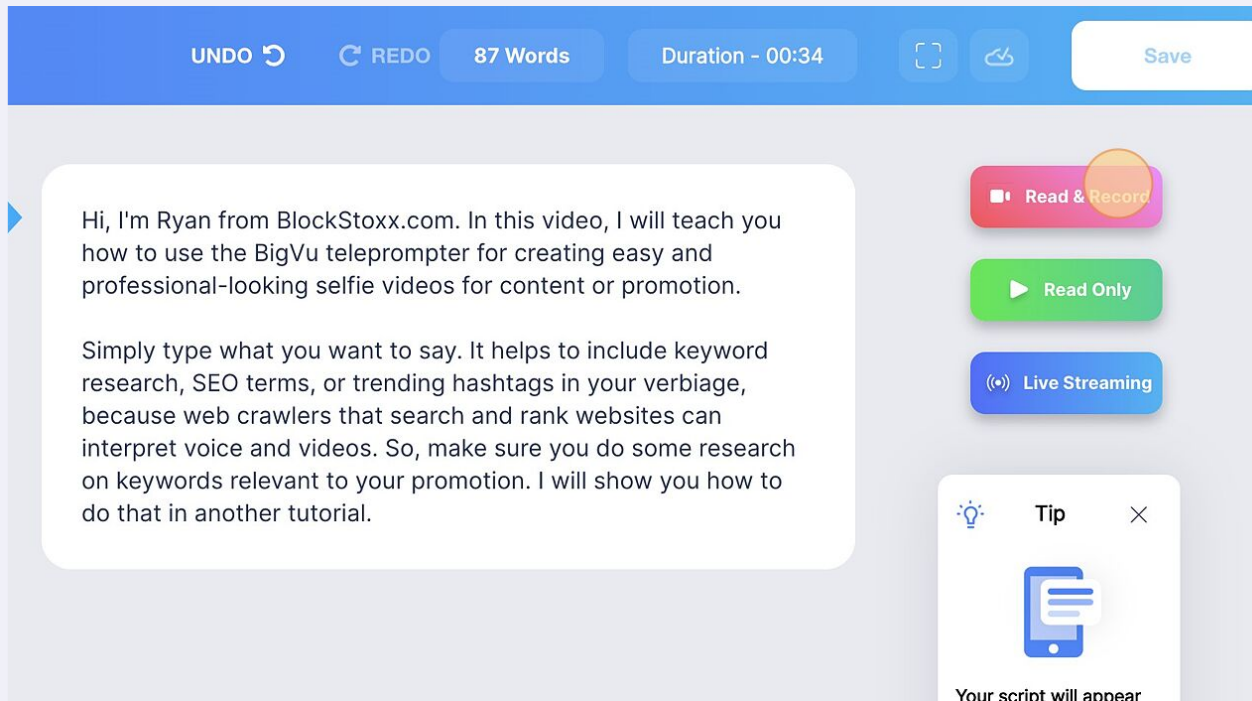 UNDO REDO 87 Words Duration - 00:34 Save
Read & Record
Hi, I'm Ryan from BlockStoxx.com. In this video, I will teach you
how to use the BigVu teleprompter for creating easy and
professional-looking selfie videos for content or promotion.
Read Only
Simply type what you want to say. It helps to include keyword
research, SEO terms, or trending hashtags in your verbiage,
because web crawlers that search and rank websites can
interpret voice and videos. So, make sure you do some research
on keywords relevant to your promotion. I will show you how to
do that in another tutorial.
Live Streaming
Tip
Your script will appear